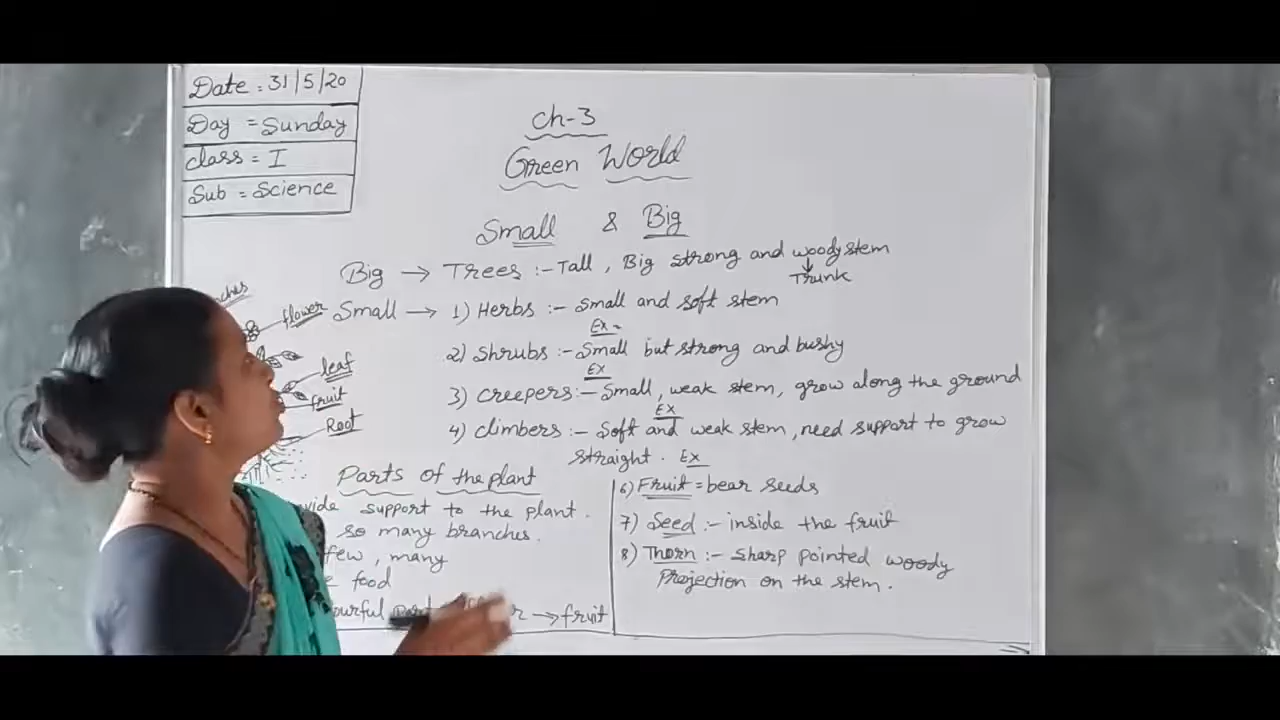 Date = 31/5/20
Day = Sunday
class = I
Sub = Science
Ch-3
Green World
Small & Big
Big → Trees :- Tall, Big strong and woody stem
Trunk
Small → 1) Herbs :- Small and soft stem
Ex -
2) Shrubs :- Small but strong and bushy
Ex
3) Creepers :- Small, weak stem, grow along the ground
Ex
4) climbers :- Soft and weak stem, need support to grow
straight. Ex
flower
leaf
fruit
Root
Parts of the plant
support to the plant.
so many branches.
few, many
food
→ fruit
6) Fruit = bear seeds
7) Seed :- inside the fruit
8) Thorn :- sharp pointed woody
Projection on the stem.